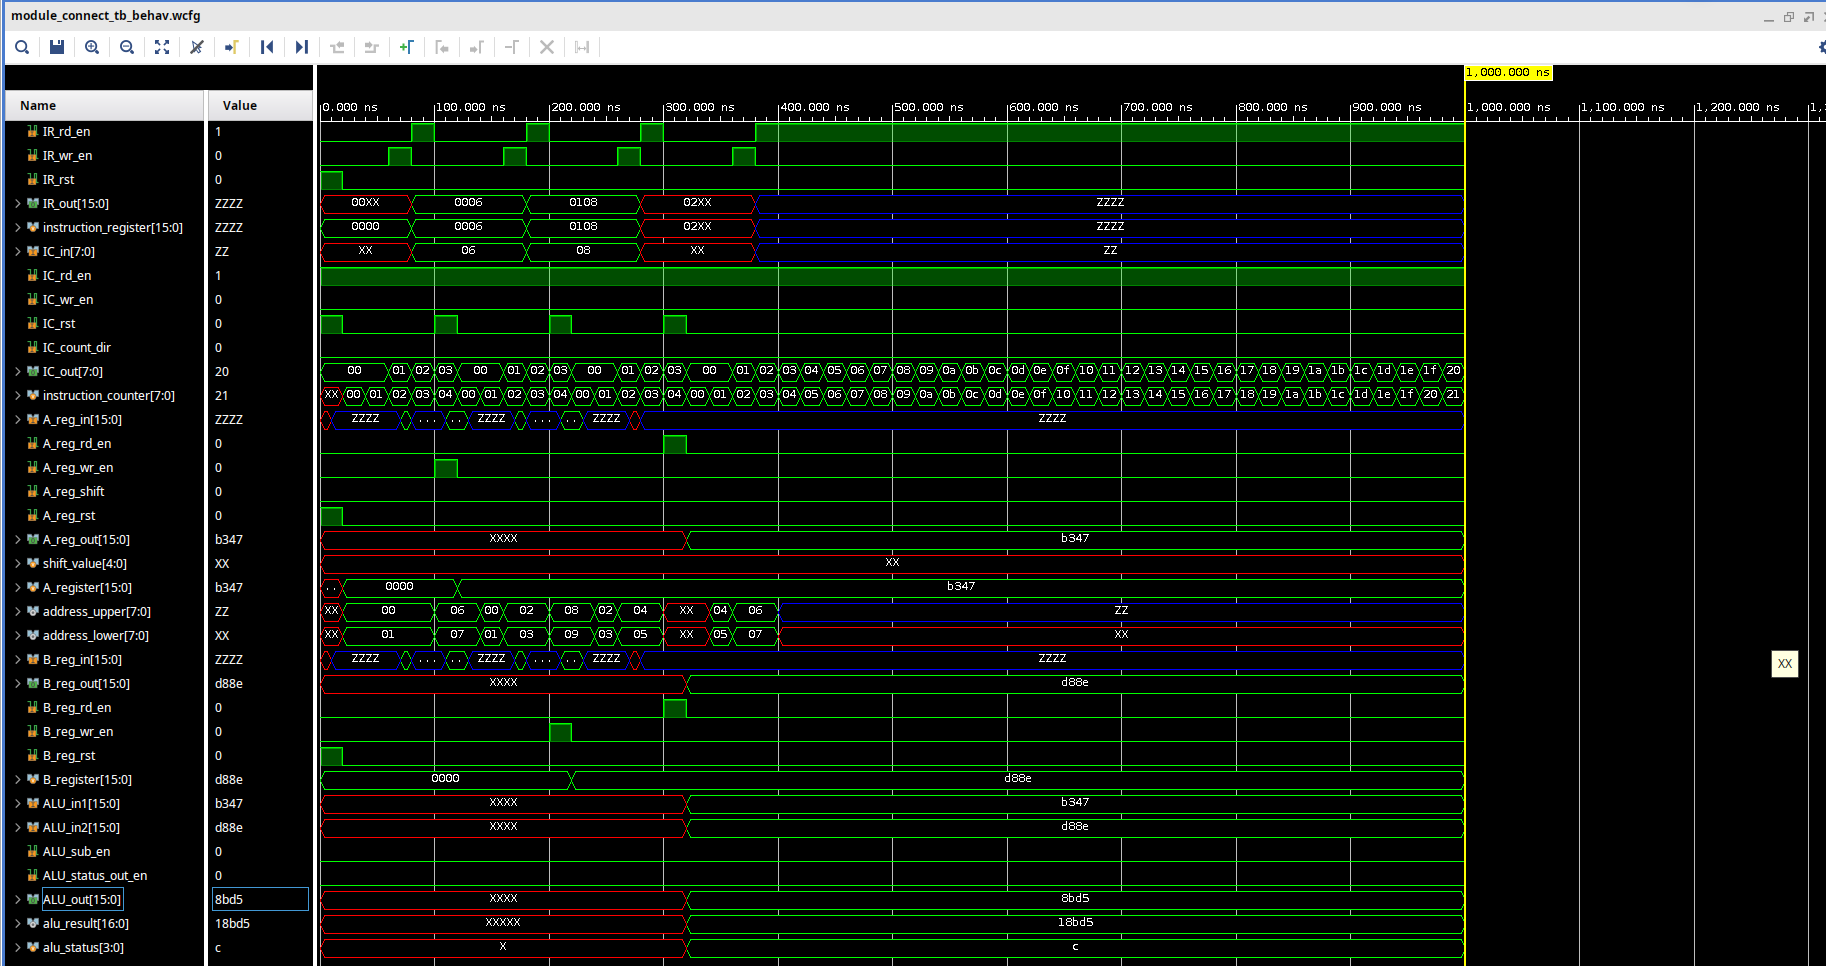 module_connect_tb_behav.wcfg
1,000.000 ns
Name Value 0.000 ns 100.000 ns 200.000 ns 300.000 ns 400.000 ns 500.000 ns 600.000 ns 700.000 ns 800.000 ns 900.000 ns 1,000.000 ns 1,100.000 ns 1,200.000 ns
IR_rd_en 1
IR_wr_en 0
IR_rst 0
IR_out[15:0] ZZZZ 00XX 0006 0108 02XX ZZZZ
instruction_register[15:0] ZZZZ 0000 0006 0108 02XX ZZZZ
IC_in[7:0] ZZ XX 06 08 XX ZZ
IC_rd_en 1
IC_wr_en 0
IC_rst 0
IC_count_dir 0
IC_out[7:0] 20 00 01 02 03 00 01 02 03 00 01 02 03 00 01 02 03 04 05 06 07 08 09 0a 0b 0c 0d 0e 0f 10 11 12 13 14 15 16 17 18 19 1a 1b 1c 1d 1e 1f 20
instruction_counter[7:0] 21 XX 00 01 02 03 04 00 01 02 03 04 00 01 02 03 04 00 01 02 03 04 05 06 07 08 09 0a 0b 0c 0d 0e 0f 10 11 12 13 14 15 16 17 18 19 1a 1b 1c 1d 1e 1f 20 21
A_reg_in[15:0] ZZZZ ZZZZ ... .. ZZZZ ... .. ZZZZ ZZZZ
A_reg_rd_en 0
A_reg_wr_en 0
A_reg_shift 0
A_reg_rst 0
A_reg_out[15:0] b347 XXXX b347
shift_value[4:0] XX XX
A_register[15:0] b347 .. 0000 b347
address_upper[7:0] ZZ XX 00 06 00 02 08 02 04 XX 04 06 ZZ
address_lower[7:0] XX XX 01 07 01 03 09 03 05 XX 05 07 XX
B_reg_in[15:0] ZZZZ ZZZZ ... .. ZZZZ ... .. ZZZZ ZZZZ
XX
B_reg_out[15:0] d88e XXXX d88e
B_reg_rd_en 0
B_reg_wr_en 0
B_reg_rst 0
B_register[15:0] d88e 0000 d88e
ALU_in1[15:0] b347 XXXX b347
ALU_in2[15:0] d88e XXXX d88e
ALU_sub_en 0
ALU_status_out_en 0
ALU_out[15:0] 8bd5 XXXX 8bd5
alu_result[16:0] 18bd5 XXXXX 18bd5
alu_status[3:0] c X c